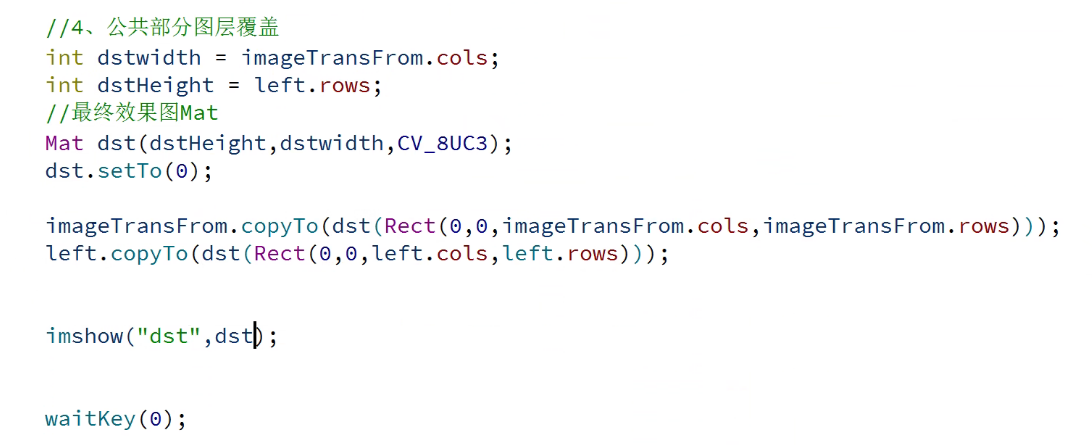 //4、公共部分图层覆盖
int dstwidth = imageTransFrom.cols;
int dstHeight = left.rows;
//最终效果图Mat
Mat dst(dstHeight,dstwidth,CV_8UC3);
dst.setTo(0);
imageTransFrom.copyTo(dst(Rect(0,0,imageTransFrom.cols,imageTransFrom.rows)));
left.copyTo(dst(Rect(0,0,left.cols,left.rows)));
imshow("dst",dst);
waitKey(0);